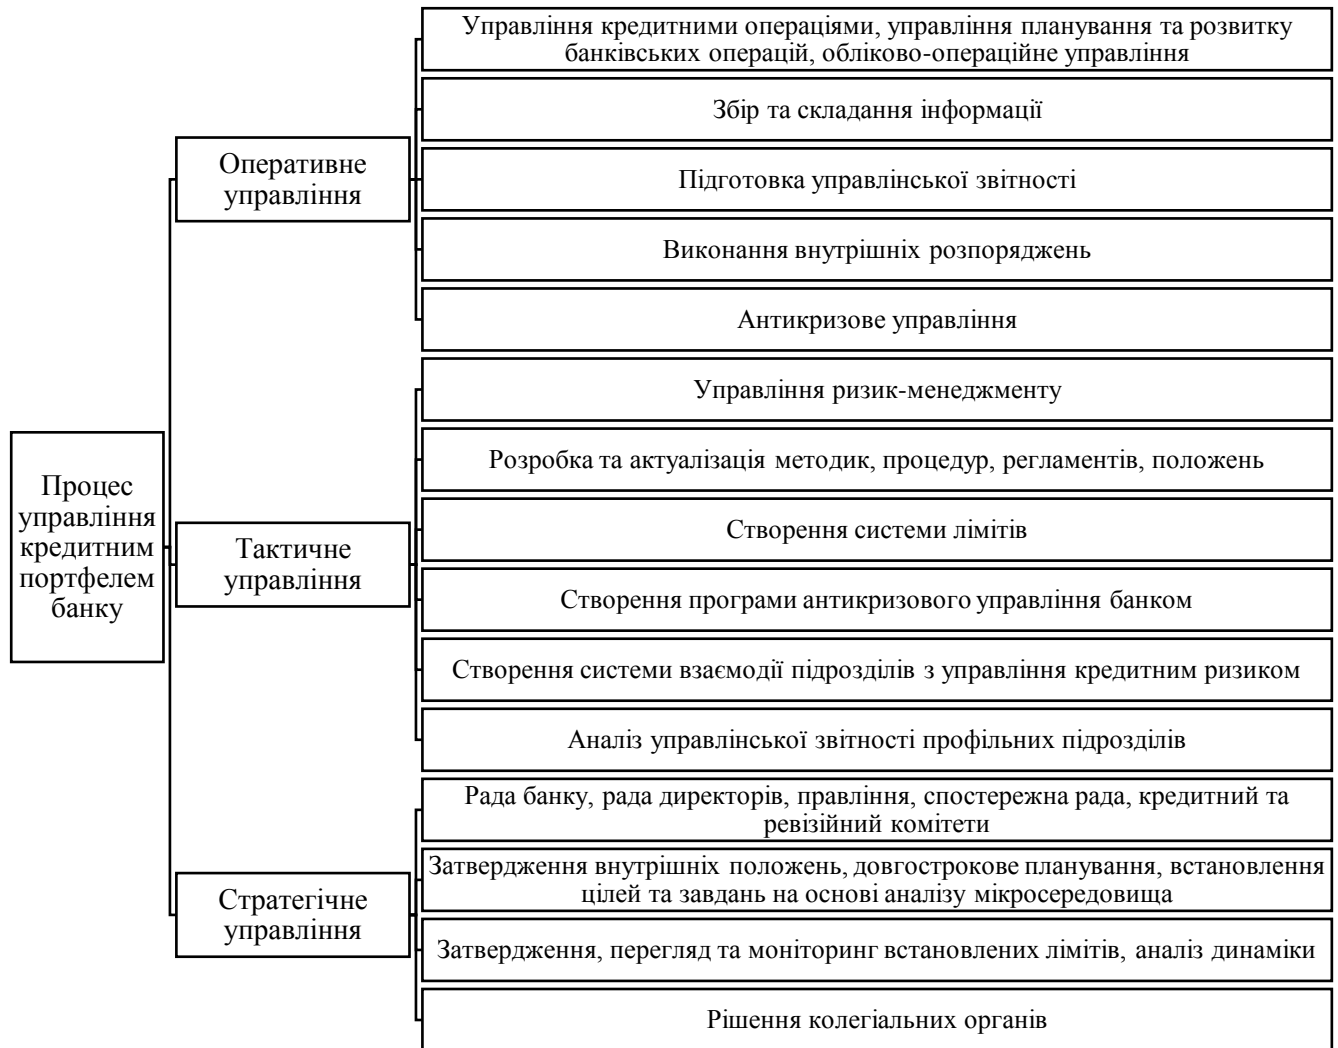 Процес
управління
кредитним
портфелем
банку
Оперативне
управління
Управління кредитними операціями, управління планування та розвитку
банківських операцій, обліково-операційне управління
Збір та складання інформації
Підготовка управлінської звітності
Виконання внутрішніх розпоряджень
Антикризове управління
Тактичне
управління
Управління ризик-менеджменту
Розробка та актуалізація методик, процедур, регламентів, положень
Створення системи лімітів
Створення програми антикризового управління банком
Створення системи взаємодії підрозділів з управління кредитним ризиком
Аналіз управлінської звітності профільних підрозділів
Стратегічне
управління
Рада банку, рада директорів, правління, спостережна рада, кредитний та
ревізійний комітети
Затвердження внутрішніх положень, довгострокове планування, встановлення
цілей та завдань на основі аналізу мікросередовища
Затвердження, перегляд та моніторинг встановлених лімітів, аналіз динаміки
Рішення колегіальних органів